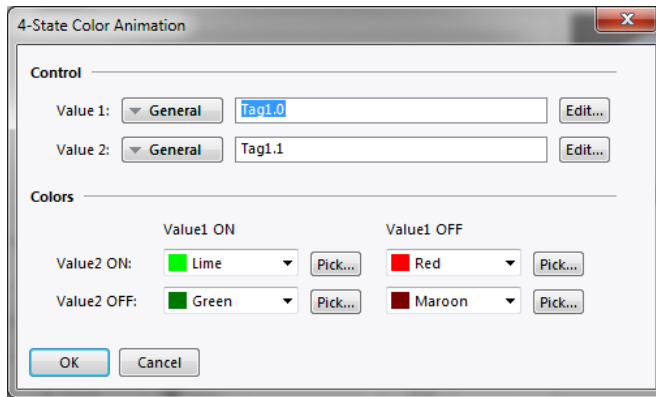 4-State Color Animation
Control
Value 1: General Tag1.0 Edit...
Value 2: General Tag1.1 Edit...
Colors
Value1 ON Value1 OFF
Value2 ON: Lime Pick... Red Pick...
Value2 OFF: Green Pick... Maroon Pick...
OK Cancel